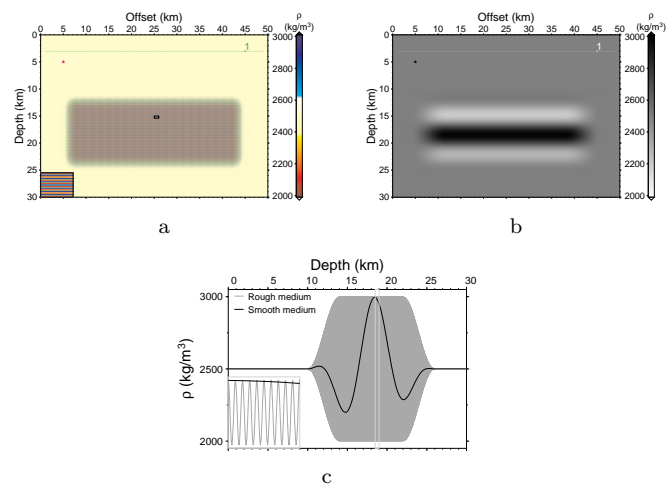 Offset (km)
ρ
(kg/m³)
0 5 10 15 20 25 30 35 40 45 50
1
Depth (km)
0
5
10
15
20
25
30
3000
2800
2600
2400
2200
2000
a
Offset (km)
ρ
(kg/m³)
0 5 10 15 20 25 30 35 40 45 50
1
Depth (km)
0
5
10
15
20
25
30
3000
2800
2600
2400
2200
2000
b
Depth (km)
0 5 10 15 20 25 30
Rough medium
Smooth medium
ρ (kg/m³)
3000
2500
2000
c